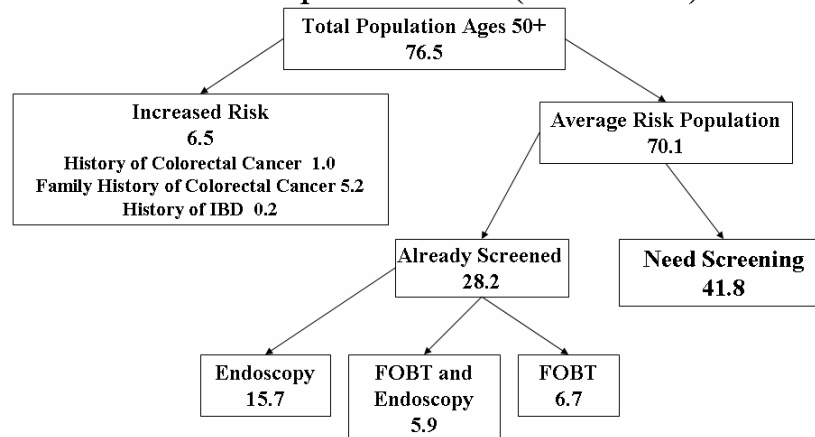 Total Population Ages 50+
76.5
Increased Risk
6.5
History of Colorectal Cancer 1.0
Family History of Colorectal Cancer 5.2
History of IBD 0.2
Average Risk Population
70.1
Already Screened
28.2
Need Screening
41.8
Endoscopy
15.7
FOBT and
Endoscopy
5.9
FOBT
6.7